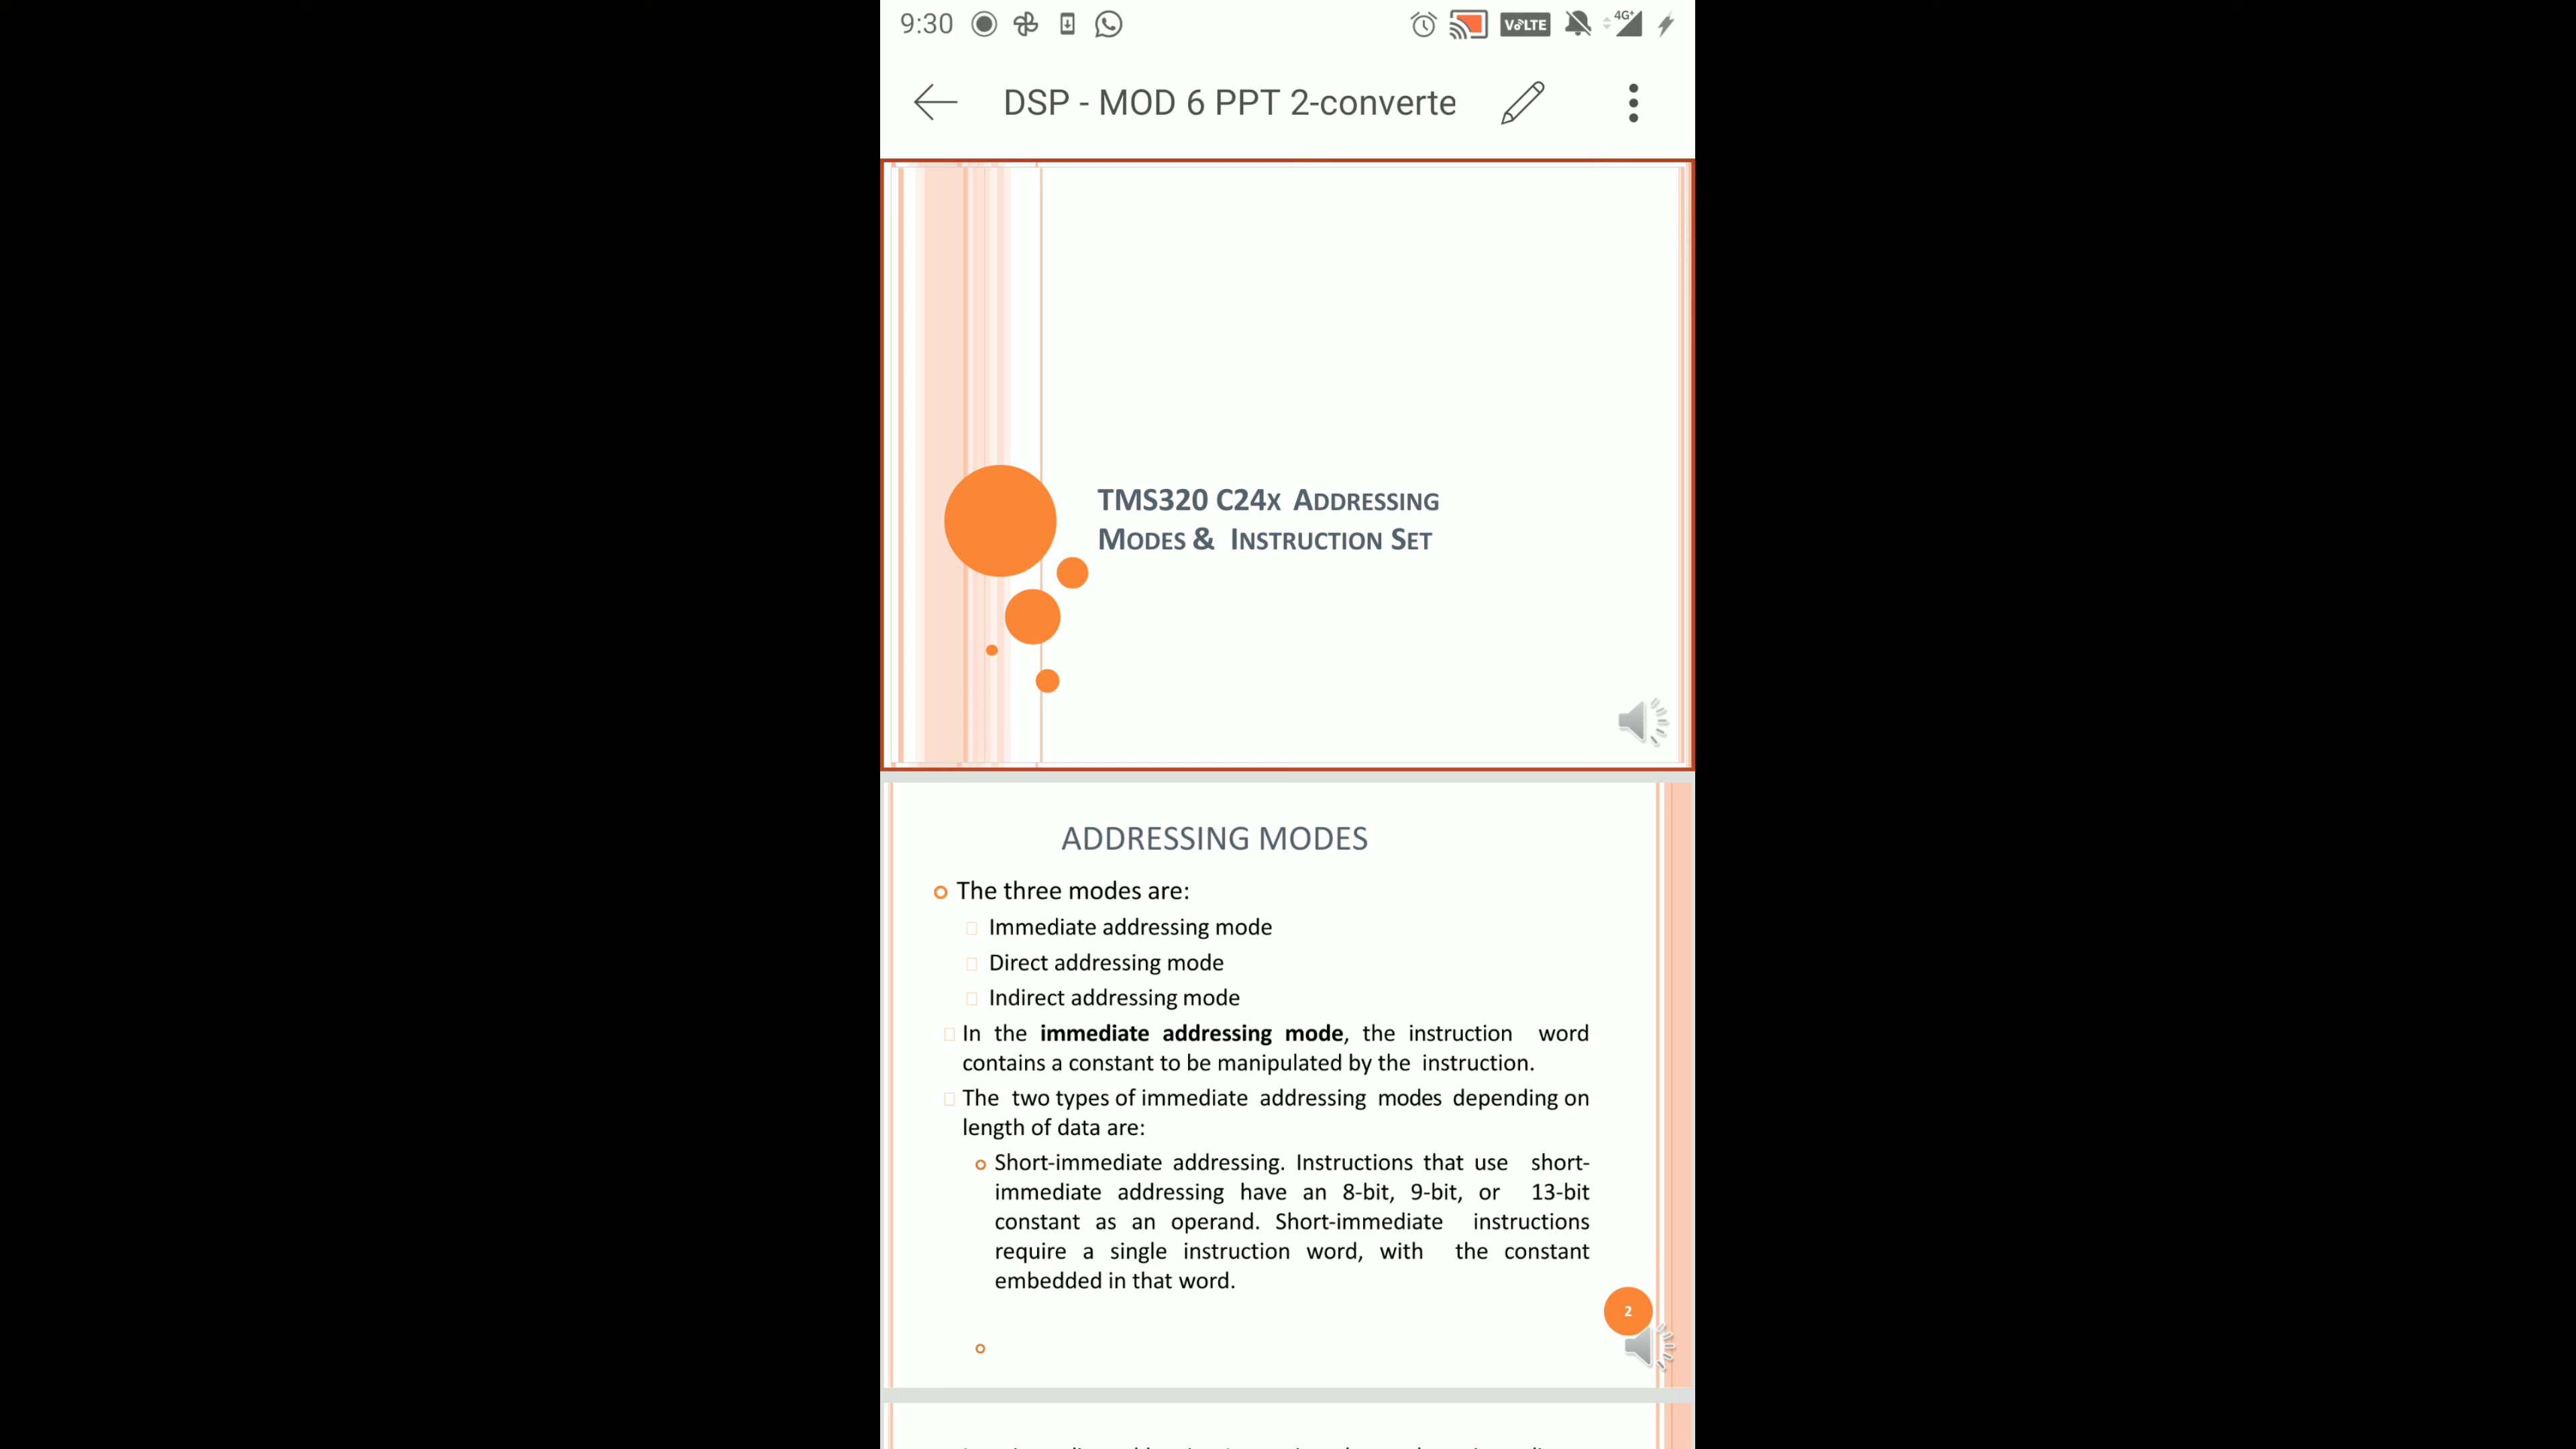 9:30 VoLTE 4G+
DSP - MOD 6 PPT 2-converte
TMS320 C24X ADDRESSING
MODES & INSTRUCTION SET
ADDRESSING MODES
The three modes are:
Immediate addressing mode
Direct addressing mode
Indirect addressing mode
In the immediate addressing mode, the instruction word
contains a constant to be manipulated by the instruction.
The two types of immediate addressing modes depending on
length of data are:
Short-immediate addressing. Instructions that use short-
immediate addressing have an 8-bit, 9-bit, or 13-bit
constant as an operand. Short-immediate instructions
require a single instruction word, with the constant
embedded in that word.
2